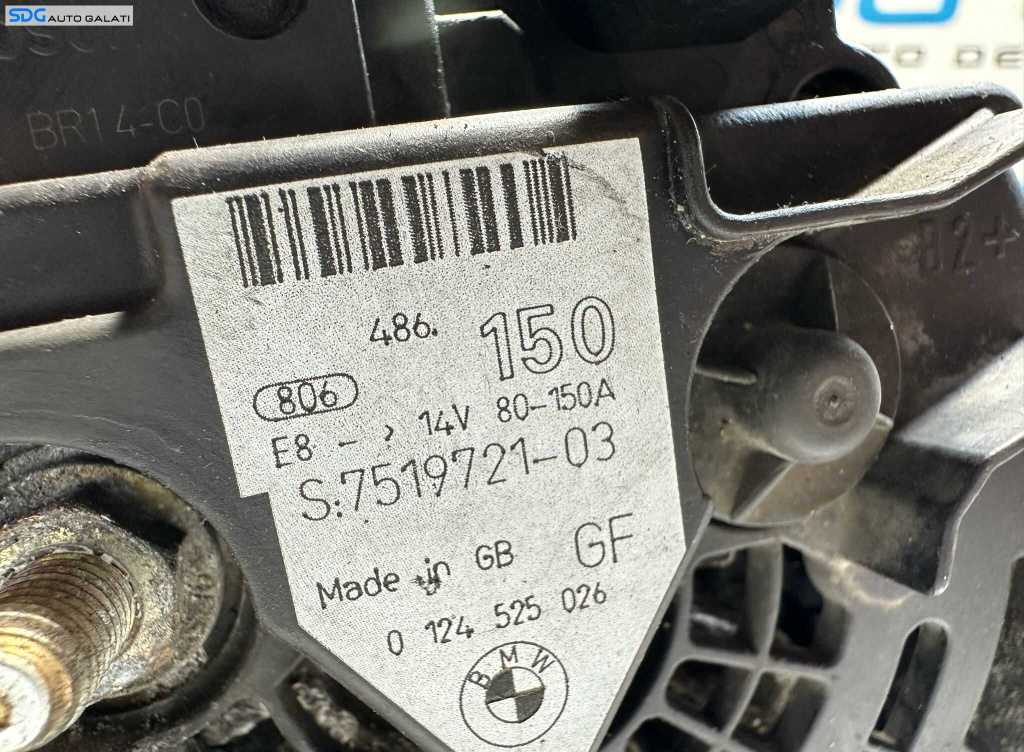 SDG AUTO GALATI
BR14-C0
B2+
486.
150
806
E8 - > 14V 80-150A
S:7519721-03
Made in GB GF
0 124 525 026
BMW